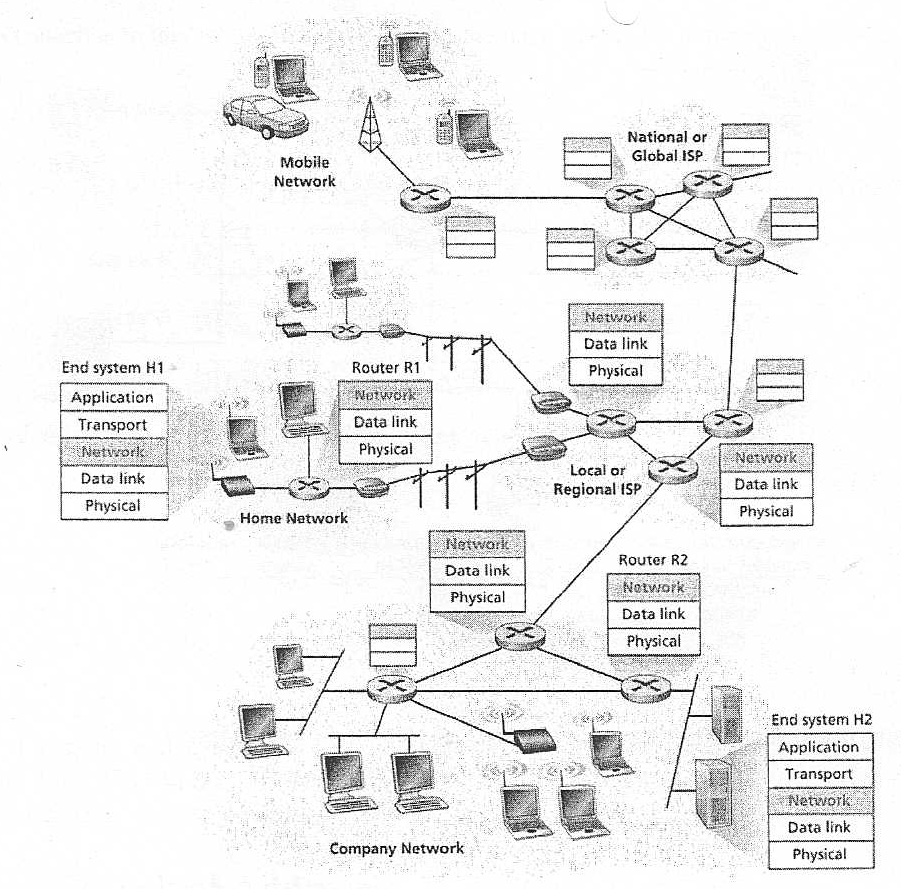 Mobile
Network
National or
Global ISP
Network
Data link
Physical
End system H1
Application
Transport
Network
Data link
Physical
Router R1
Network
Data link
Physical
Home Network
Local or
Regional ISP
Network
Data link
Physical
Network
Data link
Physical
Router R2
Network
Data link
Physical
End system H2
Application
Transport
Network
Data link
Physical
Company Network